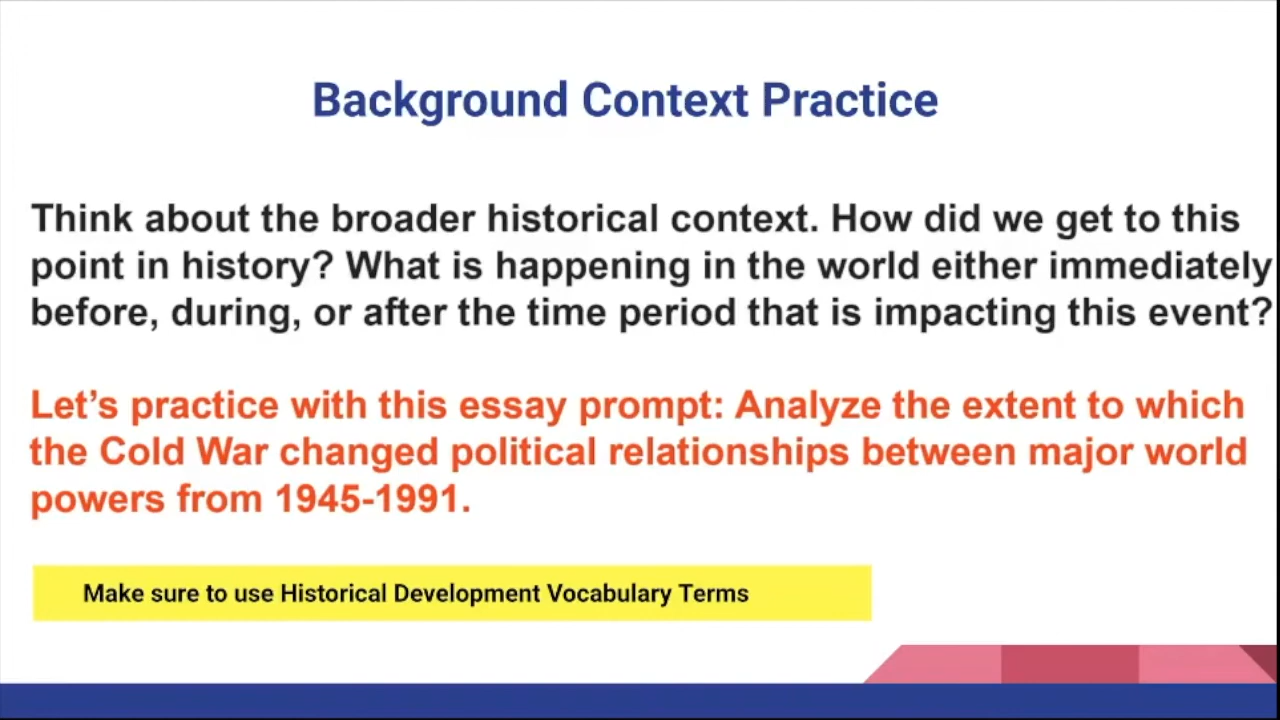 Background Context Practice
Think about the broader historical context. How did we get to this
point in history? What is happening in the world either immediately
before, during, or after the time period that is impacting this event?
Let’s practice with this essay prompt: Analyze the extent to which
the Cold War changed political relationships between major world
powers from 1945-1991.
Make sure to use Historical Development Vocabulary Terms